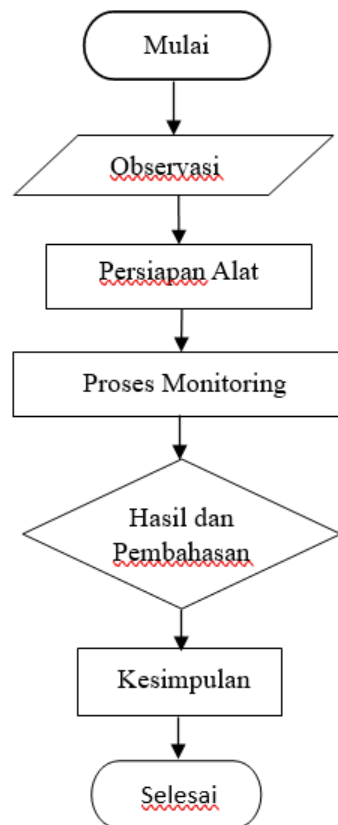 Mulai
Observasi
Persiapan Alat
Proses Monitoring
Hasil dan
Pembahasan
Kesimpulan
Selesai